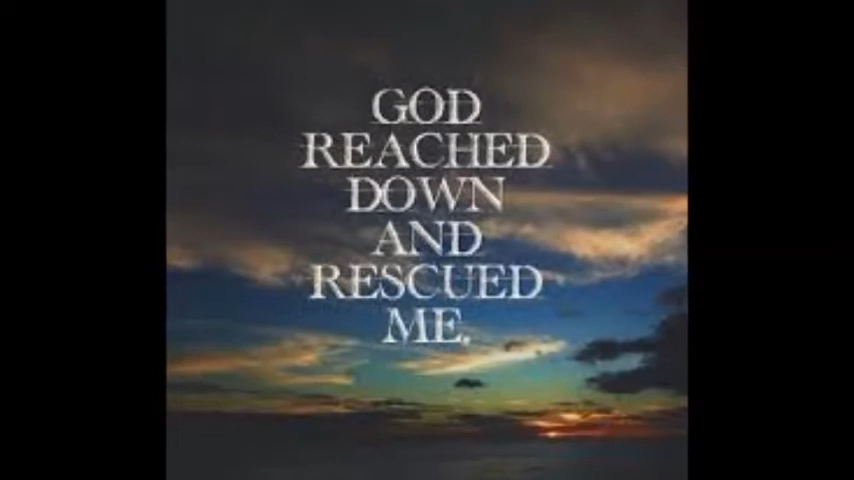 GOD
REACHED
DOWN
AND
RESCUED
ME.